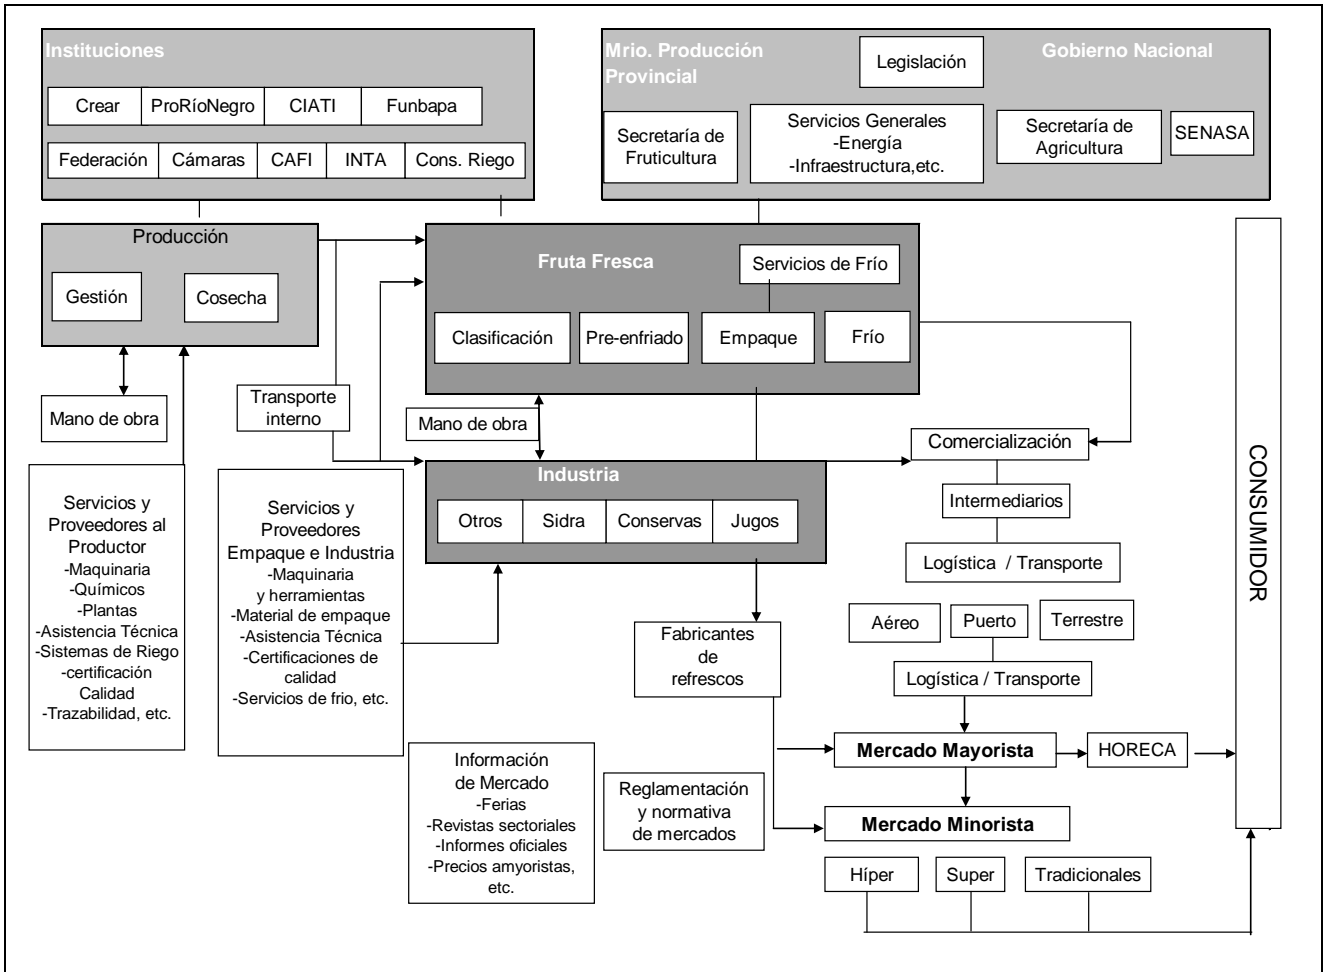 Instituciones
Crear
ProRíoNegro
CIATI
Funbapa
Federación
Cámaras
CAFI
INTA
Cons. Riego
Mrio. Producción
Provincial
Legislación
Gobierno Nacional
Secretaría de
Fruticultura
Servicios Generales
-Energía
-Infraestructura,etc.
Secretaría de
Agricultura
SENASA
Producción
Gestión
Cosecha
Fruta Fresca
Servicios de Frío
Clasificación
Pre-enfriado
Empaque
Frío
Mano de obra
Transporte
interno
Mano de obra
Industria
Otros
Sidra
Conservas
Jugos
Servicios y
Proveedores al
Productor
-Maquinaria
-Químicos
-Plantas
-Asistencia Técnica
-Sistemas de Riego
-certificación
Calidad
-Trazabilidad, etc.
Servicios y
Proveedores
Empaque e Industria
-Maquinaria
y herramientas
-Material de empaque
-Asistencia Técnica
-Certificaciones de
calidad
-Servicios de frio, etc.
Comercialización
Intermediarios
Logística / Transporte
Aéreo
Puerto
Terrestre
Logística / Transporte
Fabricantes
de
refrescos
Mercado Mayorista
HORECA
Mercado Minorista
Híper
Super
Tradicionales
CONSUMIDOR
Información
de Mercado
-Ferias
-Revistas sectoriales
-Informes oficiales
-Precios amyoristas,
etc.
Reglamentación
y normativa
de mercados